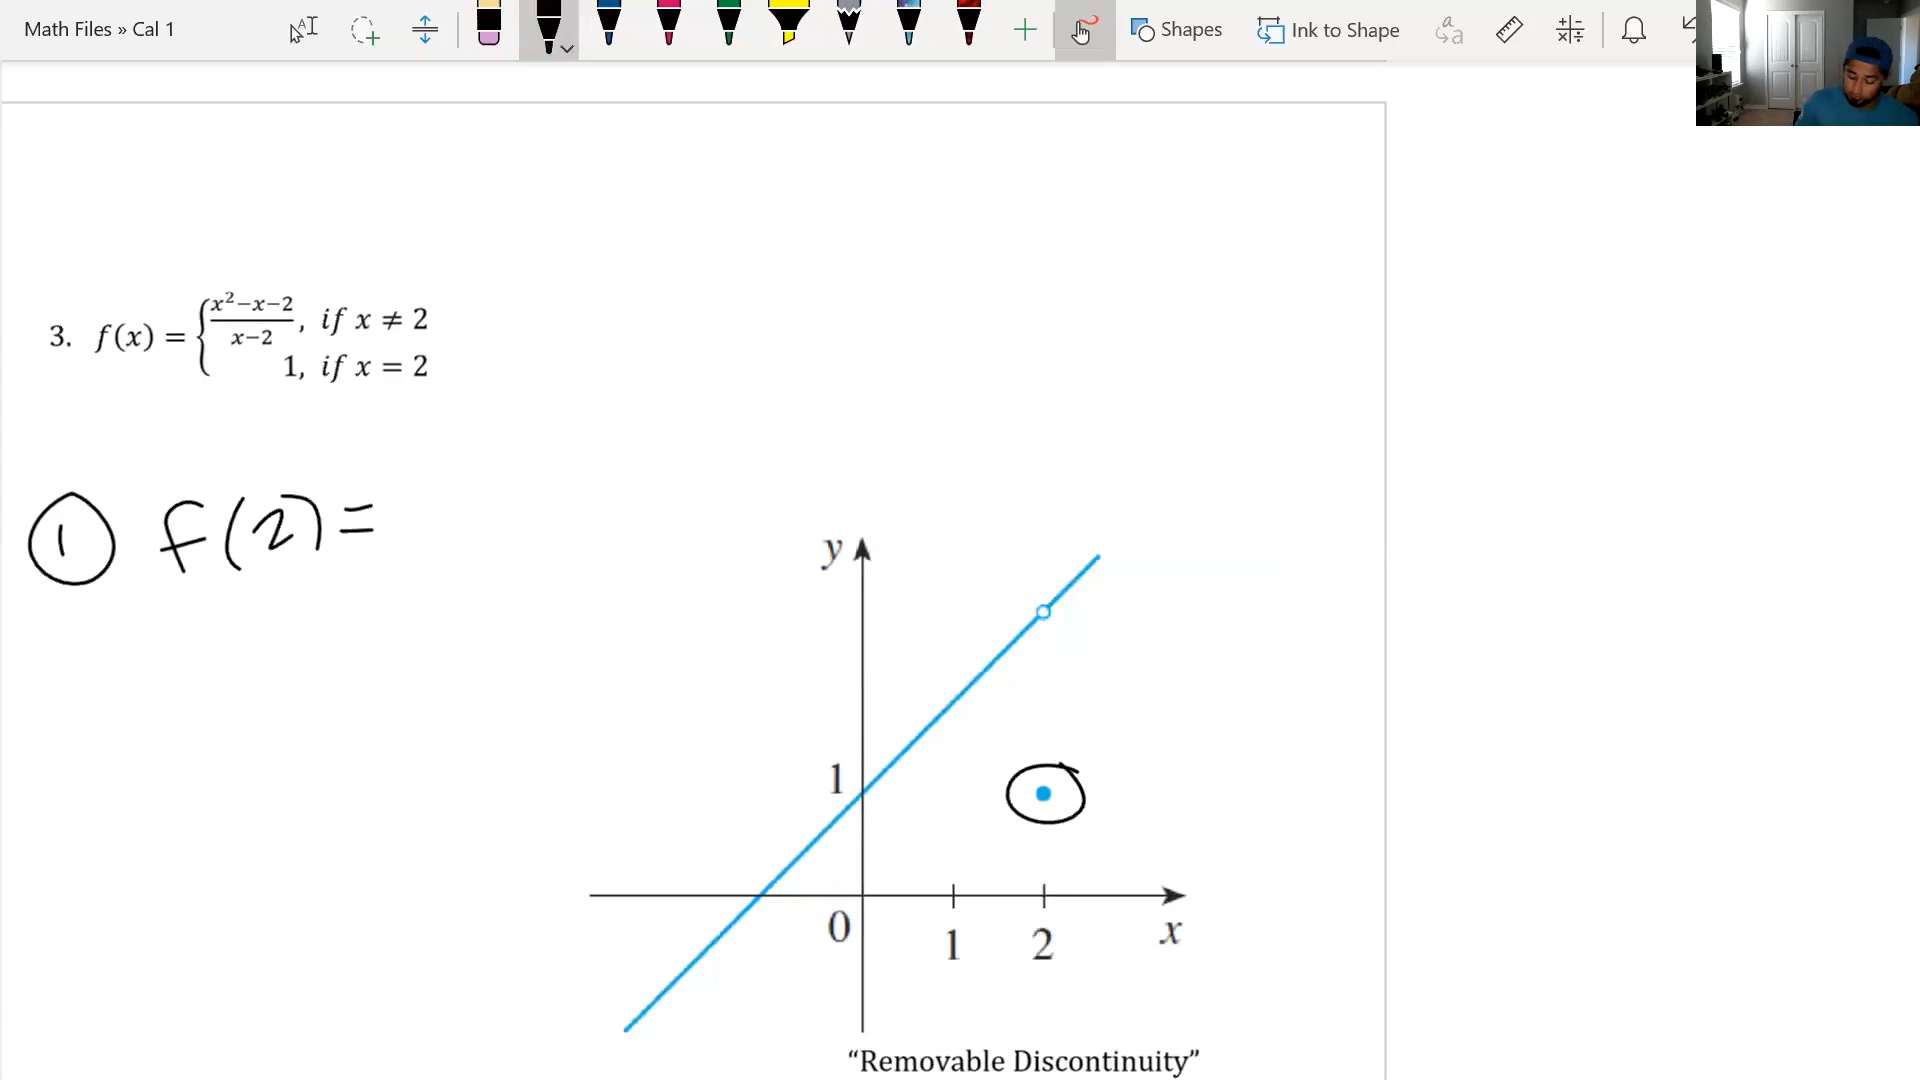 Math Files » Cal 1
Shapes
Ink to Shape
3. f(x) = { x²−x−2 / x−2, if x ≠ 2
1, if x = 2
① f(2)=
y
1
0
1 2 x
“Removable Discontinuity”